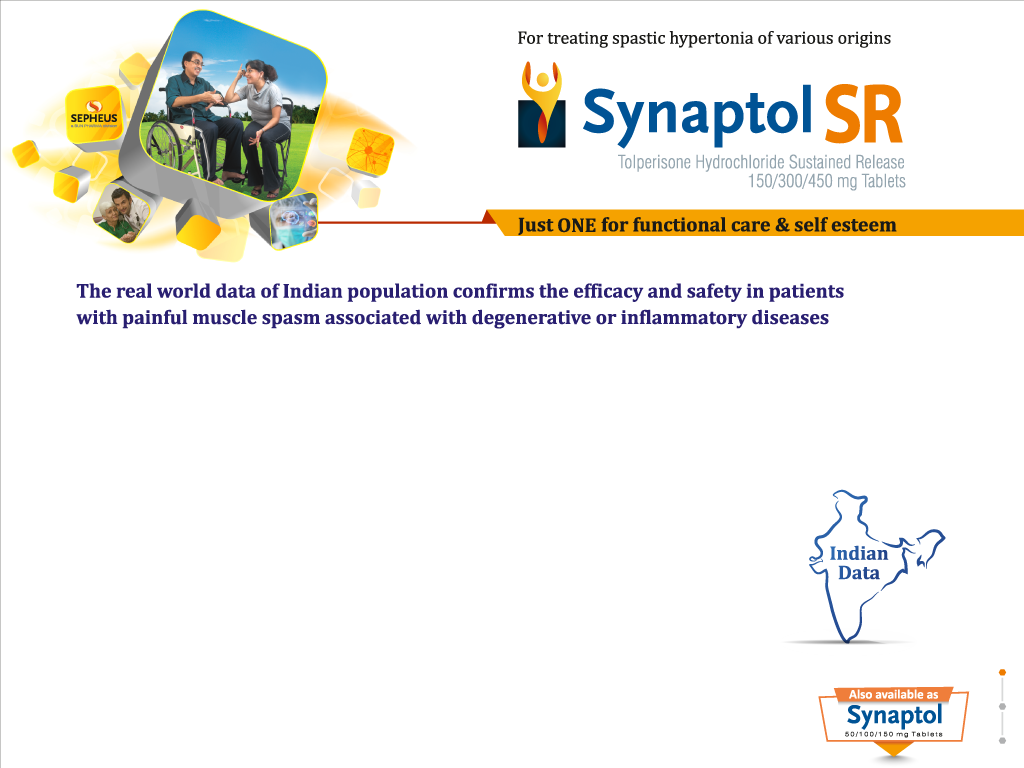 For treating spastic hypertonia of various origins
SEPHEUS
a SUN PHARMA division
Synaptol SR
Tolperisone Hydrochloride Sustained Release
150/300/450 mg Tablets
Just ONE for functional care & self esteem
The real world data of Indian population confirms the efficacy and safety in patients
with painful muscle spasm associated with degenerative or inflammatory diseases
Indian
Data
Also available as
Synaptol
50/100/150 mg Tablets